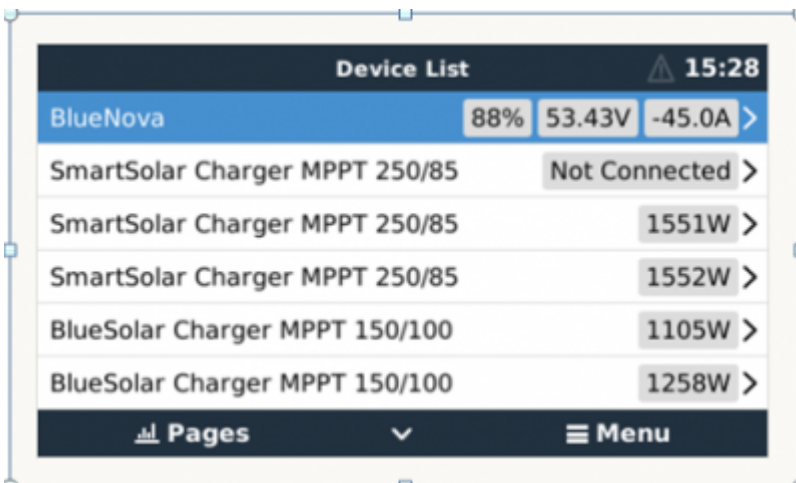 Device List 15:28
BlueNova 88% 53.43V -45.0A
SmartSolar Charger MPPT 250/85 Not Connected
SmartSolar Charger MPPT 250/85 1551W
SmartSolar Charger MPPT 250/85 1552W
BlueSolar Charger MPPT 150/100 1105W
BlueSolar Charger MPPT 150/100 1258W
Pages Menu